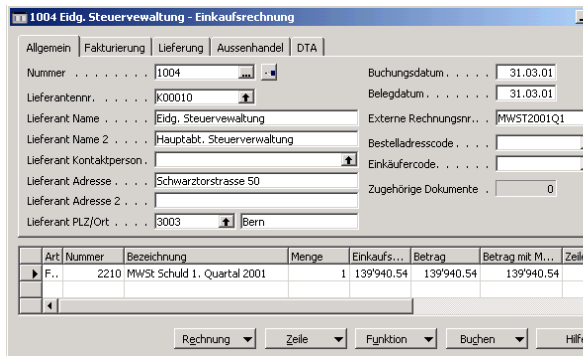 1004 Eidg. Steuervewaltung - Einkaufsrechnung
Allgemein Fakturierung Lieferung Aussenhandel DTA
Nummer . . . . . . . . 1004 ... Buchungsdatum . . . . . 31.03.01
Lieferantennr. . . . . . K00010 Belegdatum . . . . . . . 31.03.01
Lieferant Name . . . . . Eidg. Steuervewaltung Externe Rechnungsnr. . . MWST2001Q1
Lieferant Name 2 . . . . Hauptabt. Steuerverwaltung Bestelladresscode . . . .
Lieferant Kontaktperson . Einkäufercode. . . . . .
Lieferant Adresse . . . . Schwarztorstrasse 50 Zugehörige Dokumente . 0
Lieferant Adresse 2 . . .
Lieferant PLZ/Ort . . . . 3003 Bern
Art Nummer Bezeichnung Menge Einkaufs... Betrag Betrag mit M... Zeile
F.. 2210 MWSt Schuld 1. Quartal 2001 1 139'940.54 139'940.54 139'940.54
Rechnung Zeile Funktion Buchen Hilfe